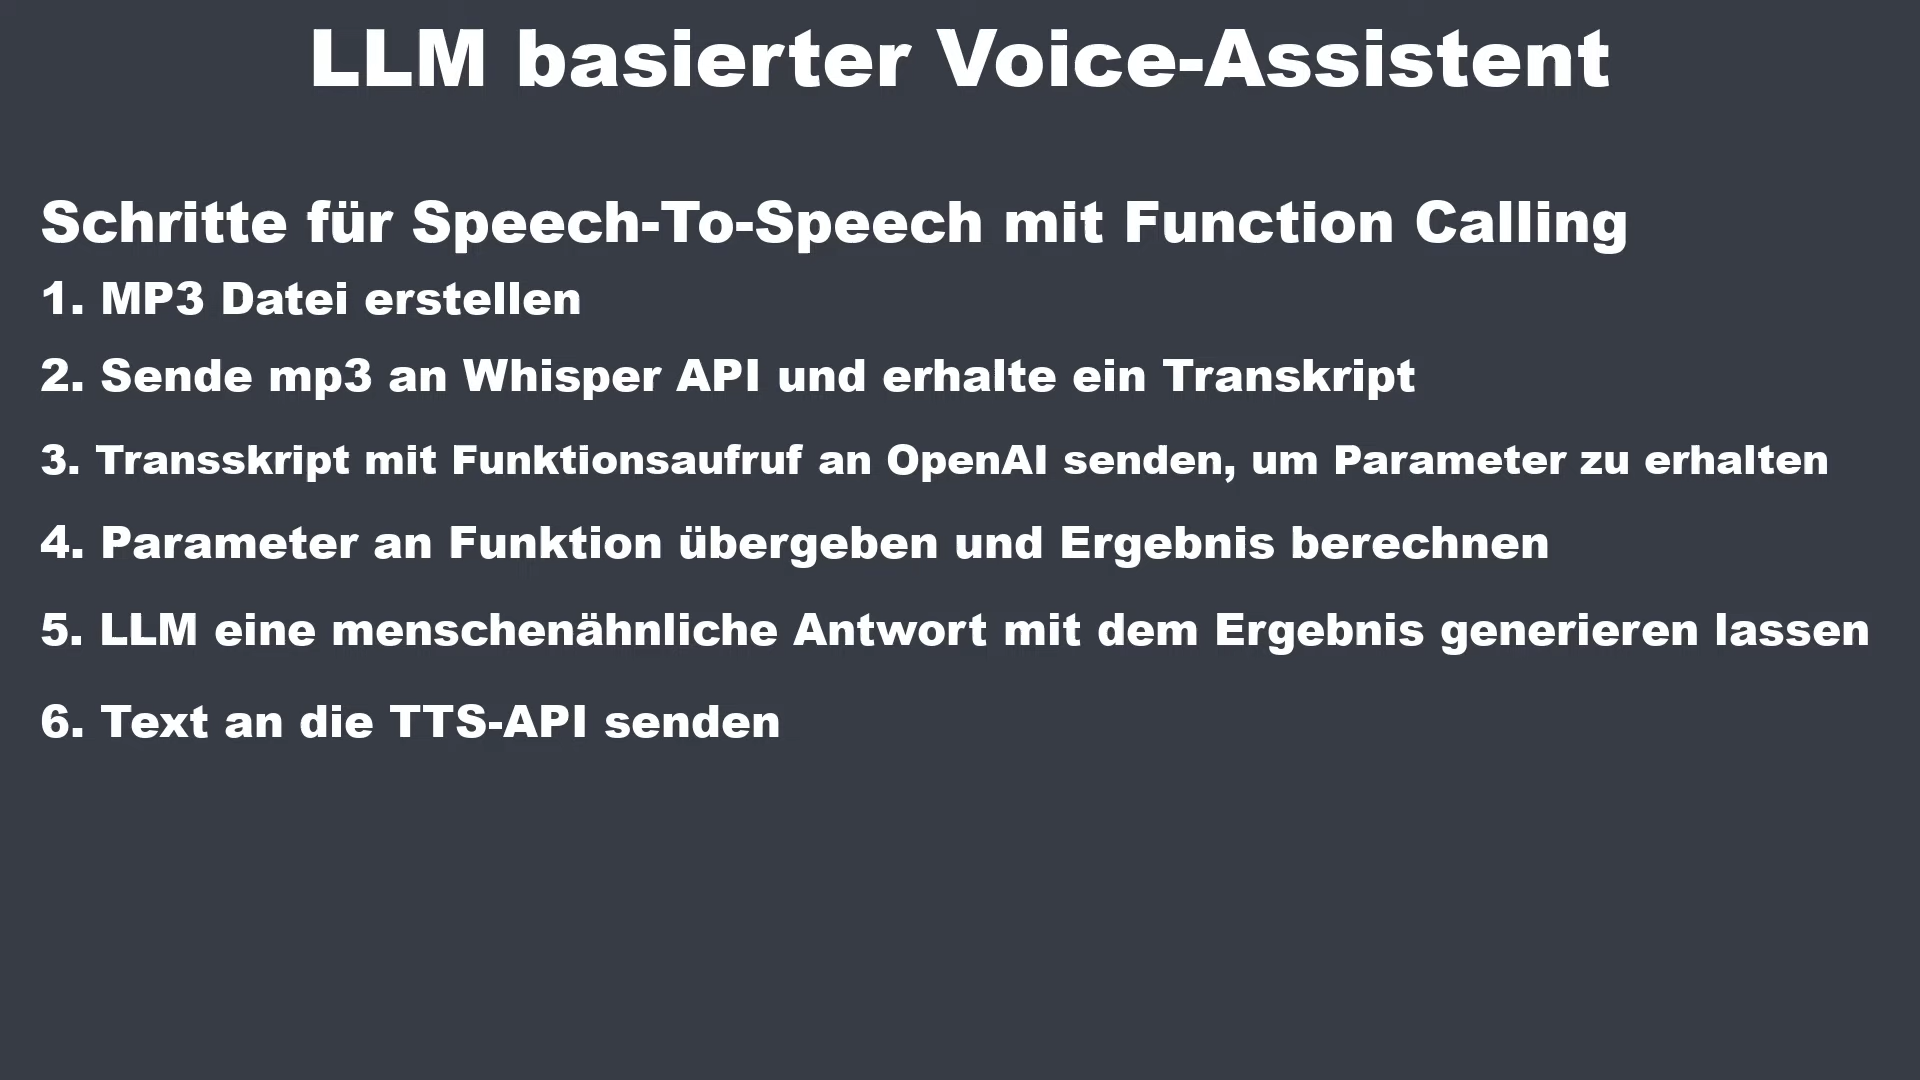 LLM basierter Voice-Assistent
Schritte für Speech-To-Speech mit Function Calling
1. MP3 Datei erstellen
2. Sende mp3 an Whisper API und erhalte ein Transkript
3. Transskript mit Funktionsaufruf an OpenAI senden, um Parameter zu erhalten
4. Parameter an Funktion übergeben und Ergebnis berechnen
5. LLM eine menschenähnliche Antwort mit dem Ergebnis generieren lassen
6. Text an die TTS-API senden